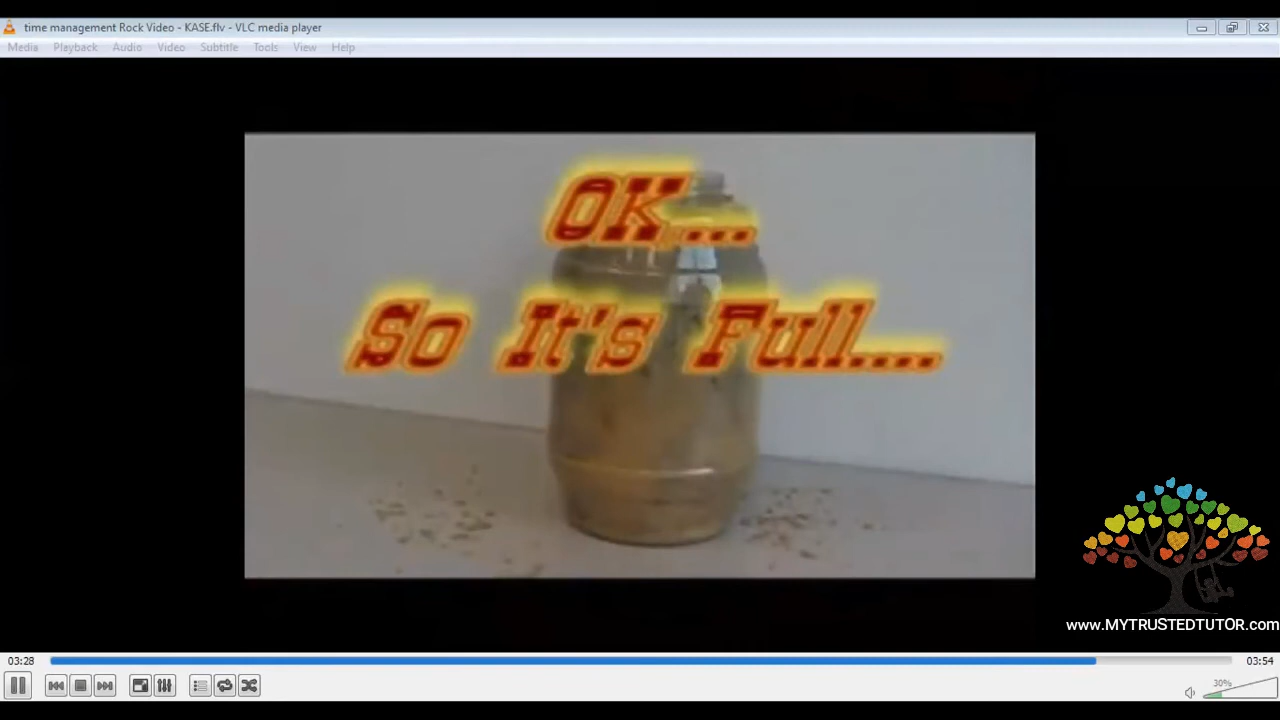 time management Rock Video - KASE.flv - VLC media player
Media Playback Audio Video Subtitle Tools View Help
OK...
So It's Full....
www.MYTRUSTEDTUTOR.com
03:28
03:54
30%